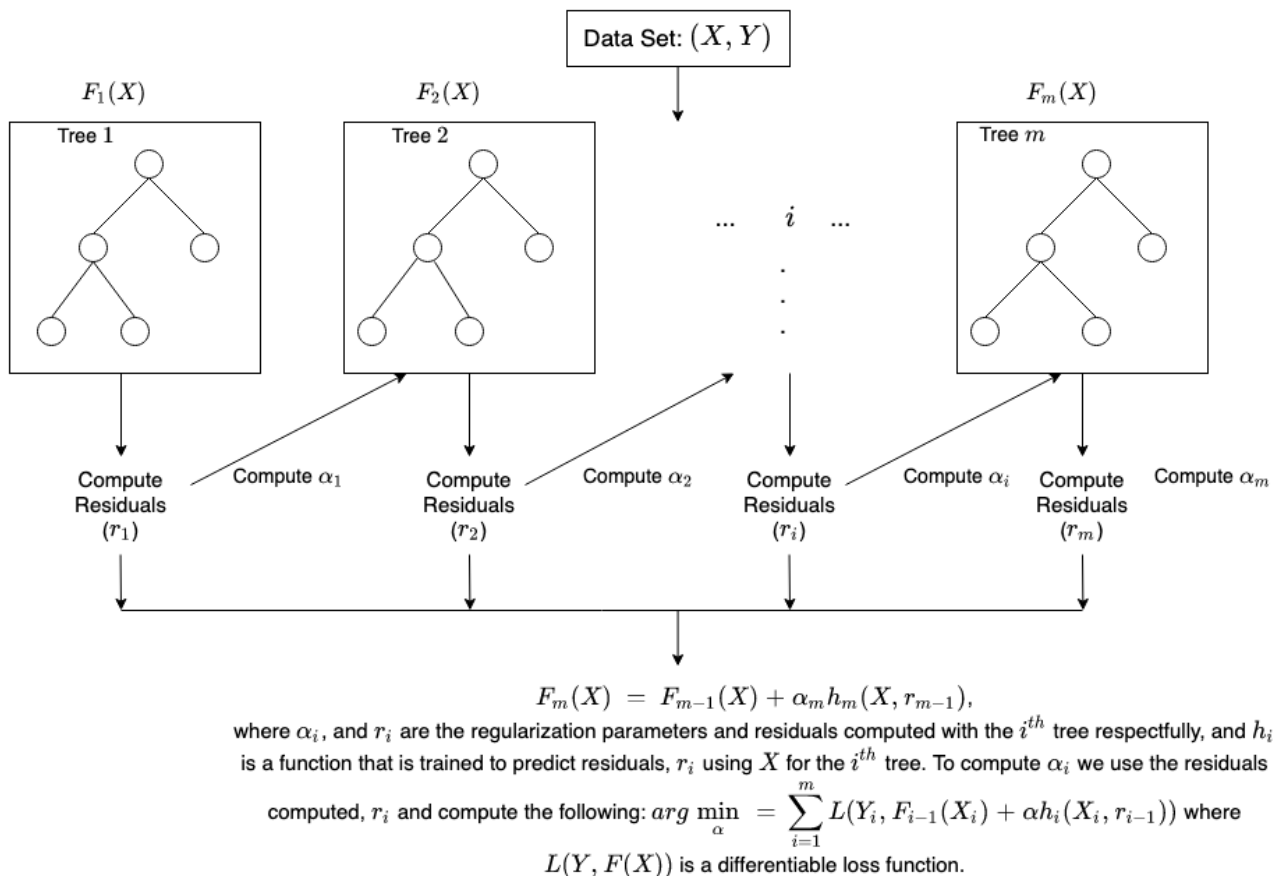 Data Set: (X, Y)
F₁(X)
F₂(X)
Fₘ(X)
Tree 1
Tree 2
Tree m
... i ...
.
.
.
Compute
Residuals
(r₁)
Compute α₁
Compute
Residuals
(r₂)
Compute α₂
Compute
Residuals
(rᵢ)
Compute αᵢ
Compute
Residuals
(rₘ)
Compute αₘ
Fₘ(X) = Fₘ₋₁(X) + αₘhₘ(X, rₘ₋₁),
where αᵢ, and rᵢ are the regularization parameters and residuals computed with the iᵗʰ tree respectfully, and hᵢ
is a function that is trained to predict residuals, rᵢ using X for the iᵗʰ tree. To compute αᵢ we use the residuals
computed, rᵢ and compute the following: arg min_α = ∑_{i=1}^{m} L(Yᵢ, Fᵢ₋₁(Xᵢ) + αhᵢ(Xᵢ, rᵢ₋₁)) where
L(Y, F(X)) is a differentiable loss function.